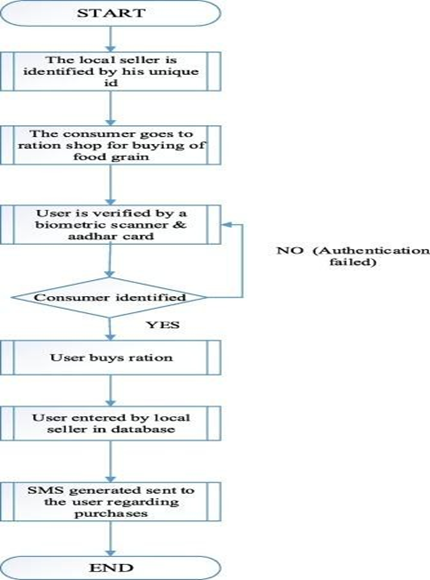 START
The local seller is
identified by his unique
id
The consumer goes to
ration shop for buying of
food grain
User is verified by a
biometric scanner &
aadhar card
NO (Authentication
failed)
Consumer identified
YES
User buys ration
User entered by local
seller in database
SMS generated sent to
the user regarding
purchases
END